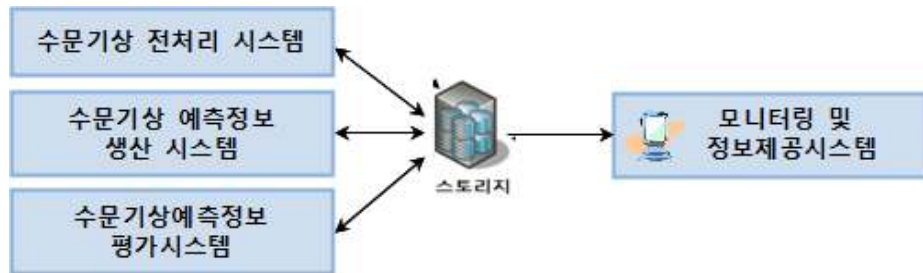 수문기상 전처리 시스템
수문기상 예측정보
생산 시스템
수문기상예측정보
평가시스템
스토리지
모니터링 및
정보제공시스템